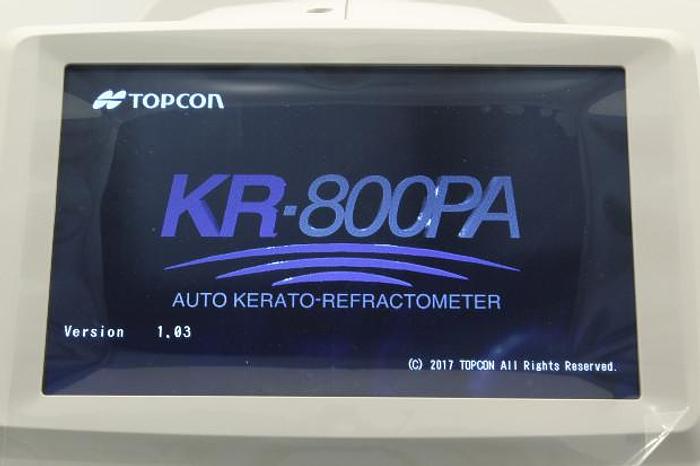 TOPCON
KR-800PA
AUTO KERATO-REFRACTOMETER
Version 1.03
(C) 2017 TOPCON All Rights Reserved.